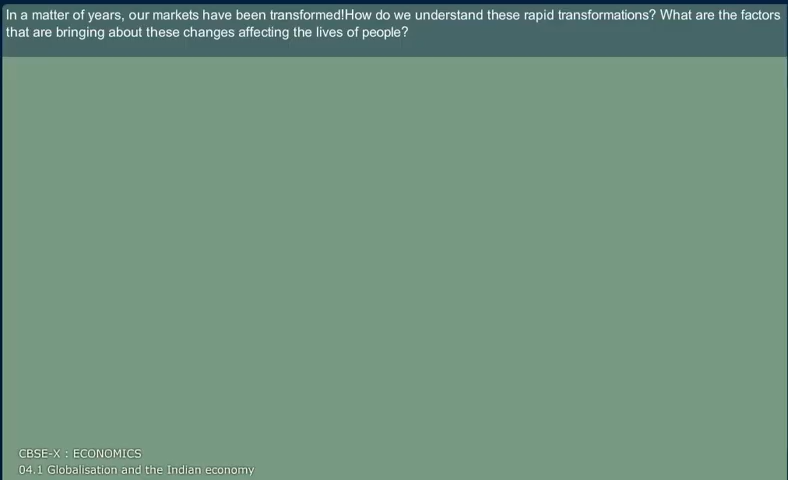 In a matter of years, our markets have been transformed!How do we understand these rapid transformations? What are the factors
that are bringing about these changes affecting the lives of people?
CBSE-X : ECONOMICS
04.1 Globalisation and the Indian economy